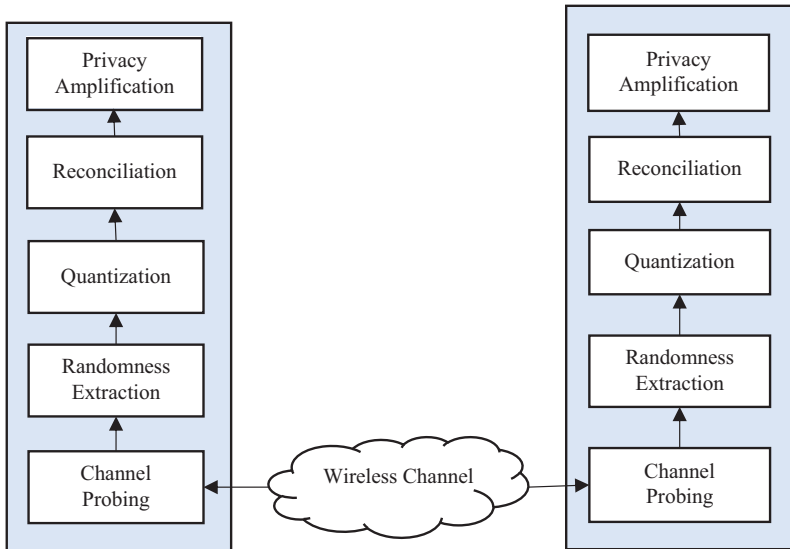 Privacy
Amplification
Reconciliation
Quantization
Randomness
Extraction
Channel
Probing
Wireless Channel
Privacy
Amplification
Reconciliation
Quantization
Randomness
Extraction
Channel
Probing